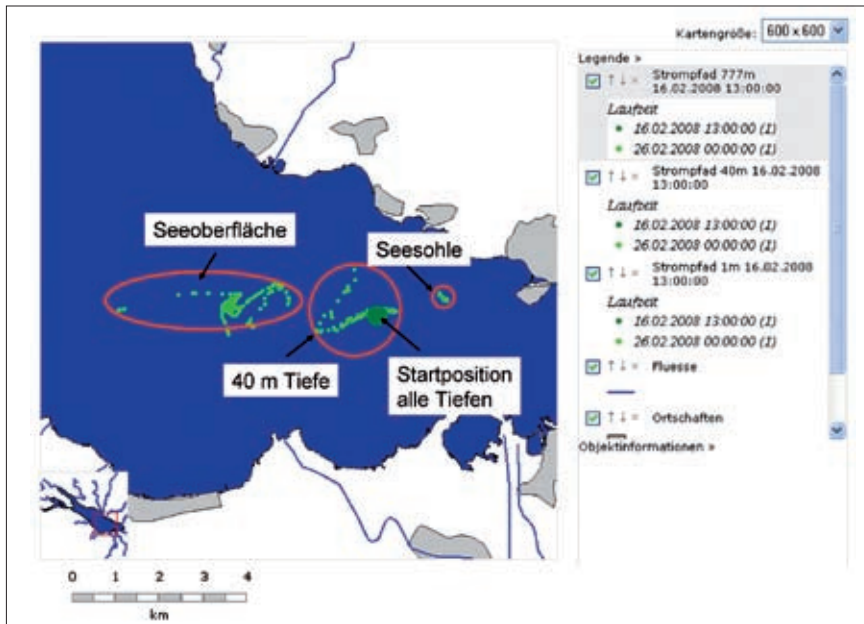 Kartengröße: 600 x 600
Legende »
Strompfad 777m
16.02.2008 13:00:00
Laufzeit
16.02.2008 13:00:00 (1)
26.02.2008 00:00:00 (1)
Strompfad 40m 16.02.2008
13:00:00
Laufzeit
16.02.2008 13:00:00 (1)
26.02.2008 00:00:00 (1)
Strompfad 1m 16.02.2008
13:00:00
Laufzeit
16.02.2008 13:00:00 (1)
26.02.2008 00:00:00 (1)
Fluesse
Ortschaften
Objektinformationen »
Seeoberfläche
Seesohle
40 m Tiefe
Startposition
alle Tiefen
0 1 2 3 4
km